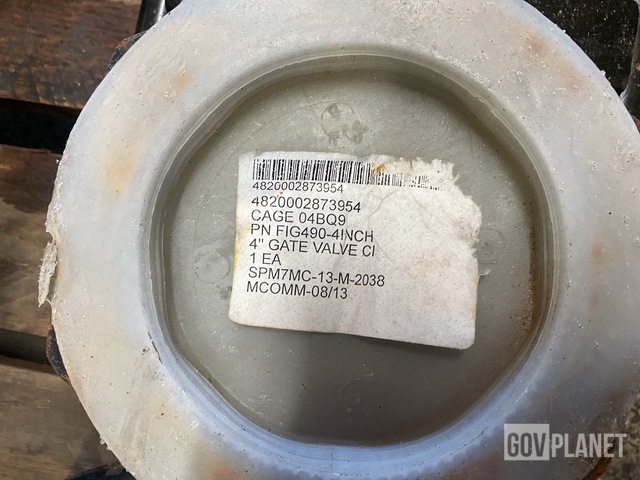 4820002873954
4820002873954
CAGE 04BQ9
PN FIG490-4INCH
4" GATE VALVE CI
1 EA
SPM7MC-13-M-2038
MCOMM-08/13
GOVPLANET